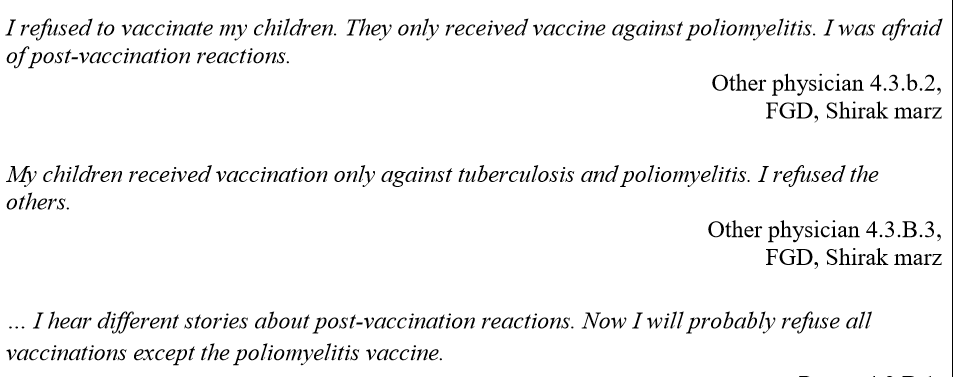 I refused to vaccinate my children. They only received vaccine against poliomyelitis. I was afraid
of post-vaccination reactions.
Other physician 4.3.b.2,
FGD, Shirak marz
My children received vaccination only against tuberculosis and poliomyelitis. I refused the
others.
Other physician 4.3.B.3,
FGD, Shirak marz
… I hear different stories about post-vaccination reactions. Now I will probably refuse all
vaccinations except the poliomyelitis vaccine.